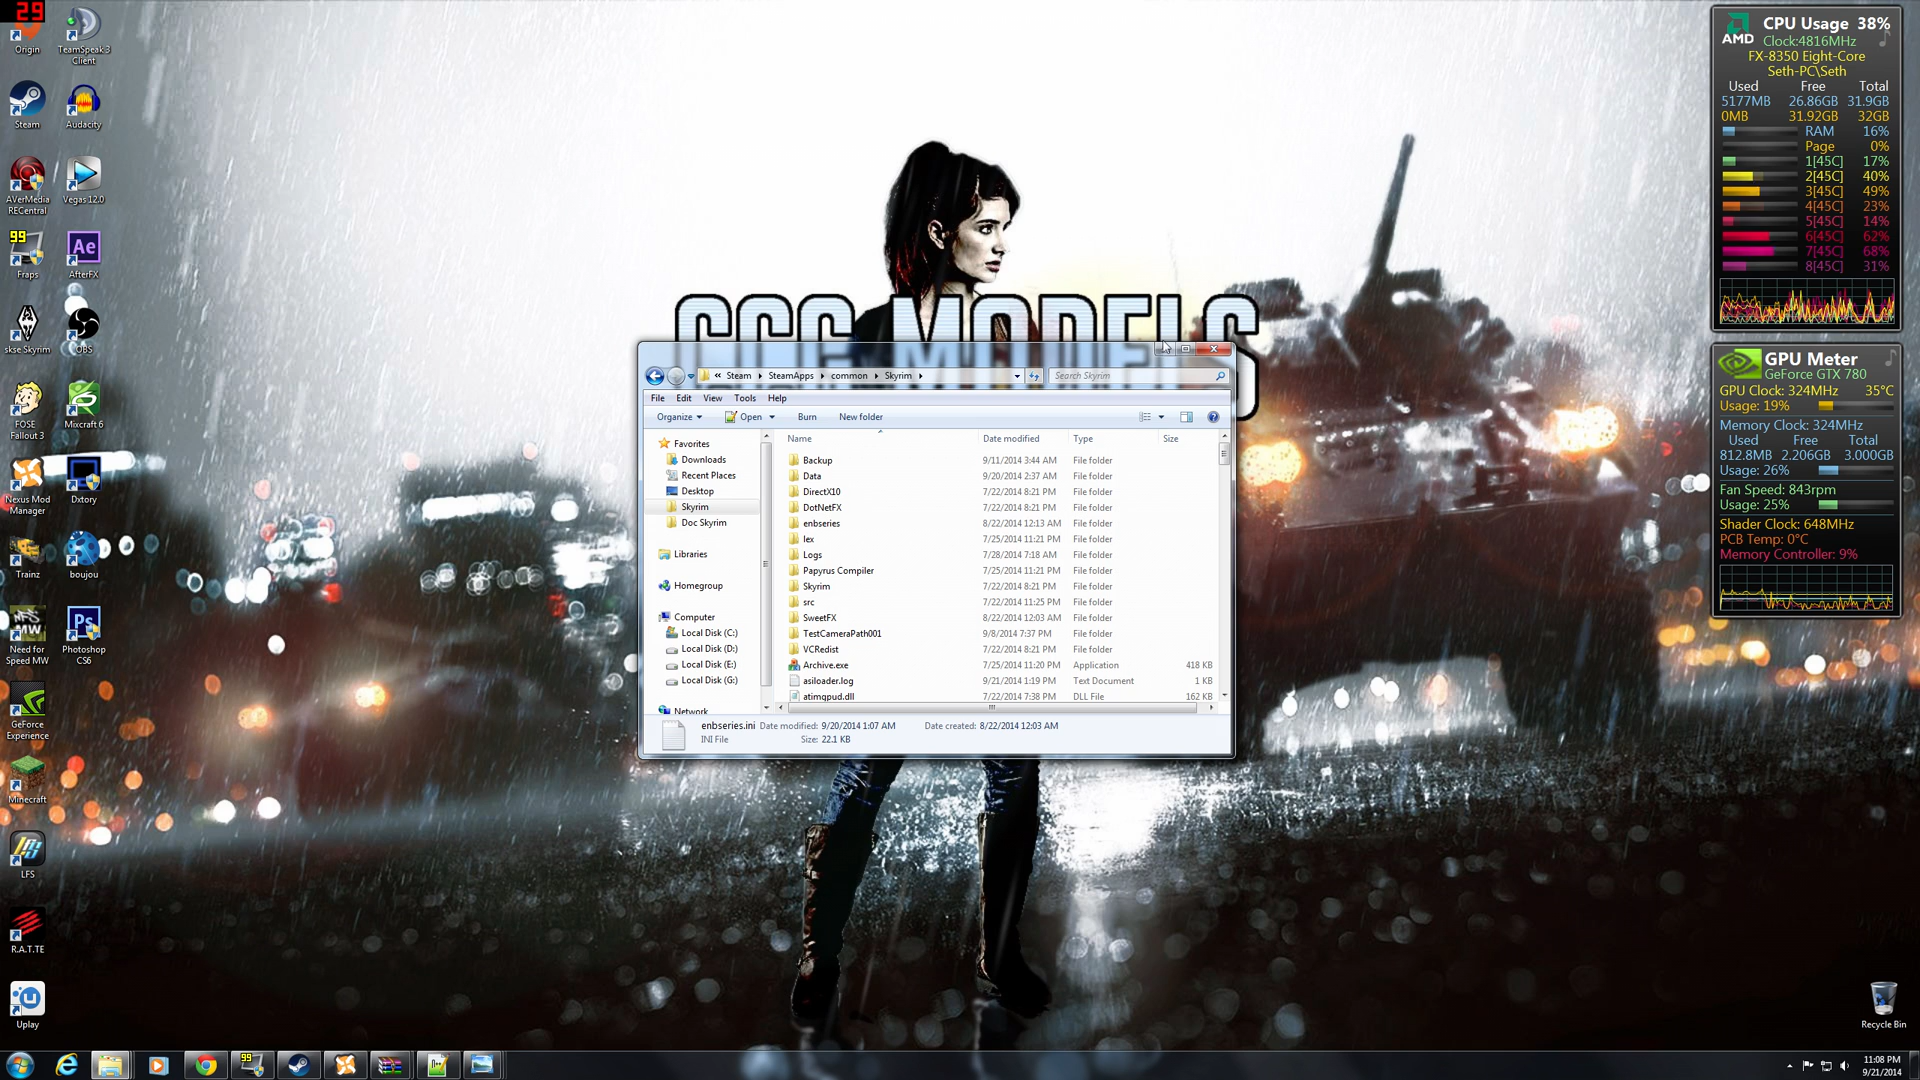 29
Origin
TeamSpeak 3
Client
Steam
Audacity
AVerMedia
RECentral
Vegas 12.0
99
Fraps
Ae
AfterFX
skse Skyrim
OBS
FOSE
Fallout 3
Mixcraft 6
Nexus Mod
Manager
Dxtory
Trainz
boujou
NFS
MW
Need for
Speed MW
Ps
Photoshop
CS6
GeForce
Experience
Minecraft
LFS
R.A.T.TE
Uplay
CCC MODELS
« Steam ▸ SteamApps ▸ common ▸ Skyrim ▸
Search Skyrim
File Edit View Tools Help
Organize Open Burn New folder
Favorites
Downloads
Recent Places
Desktop
Skyrim
Doc Skyrim
Libraries
Homegroup
Computer
Local Disk (C:)
Local Disk (D:)
Local Disk (E:)
Local Disk (G:)
Network
Name Date modified Type Size
Backup 9/11/2014 3:44 AM File folder
Data 9/20/2014 2:37 AM File folder
DirectX10 7/22/2014 8:21 PM File folder
DotNetFX 7/22/2014 8:21 PM File folder
enbseries 8/22/2014 12:13 AM File folder
lex 7/25/2014 11:21 PM File folder
Logs 7/28/2014 7:18 AM File folder
Papyrus Compiler 7/25/2014 11:21 PM File folder
Skyrim 7/22/2014 8:21 PM File folder
src 7/22/2014 11:25 PM File folder
SweetFX 8/22/2014 12:03 AM File folder
TestCameraPath001 9/8/2014 7:37 PM File folder
VCRedist 7/22/2014 8:21 PM File folder
Archive.exe 7/25/2014 11:20 PM Application 418 KB
asiloader.log 9/21/2014 1:19 PM Text Document 1 KB
atimgpud.dll 7/22/2014 7:38 PM DLL File 162 KB
enbseries.ini Date modified: 9/20/2014 1:07 AM Date created: 8/22/2014 12:03 AM
INI File Size: 22.1 KB
AMD
CPU Usage 38%
Clock:4816MHz
FX-8350 Eight-Core
Seth-PC\Seth
Used Free Total
5177MB 26.86GB 31.9GB
0MB 31.92GB 32GB
RAM 16%
Page 0%
1[45C] 17%
2[45C] 40%
3[45C] 49%
4[45C] 23%
5[45C] 14%
6[45C] 62%
7[45C] 68%
8[45C] 31%
GPU Meter
GeForce GTX 780
GPU Clock: 324MHz 35°C
Usage: 19%
Memory Clock: 324MHz
Used Free Total
812.8MB 2.206GB 3.000GB
Usage: 26%
Fan Speed: 843rpm
Usage: 25%
Shader Clock: 648MHz
PCB Temp: 0°C
Memory Controller: 9%
Recycle Bin
99
11:08 PM
9/21/2014